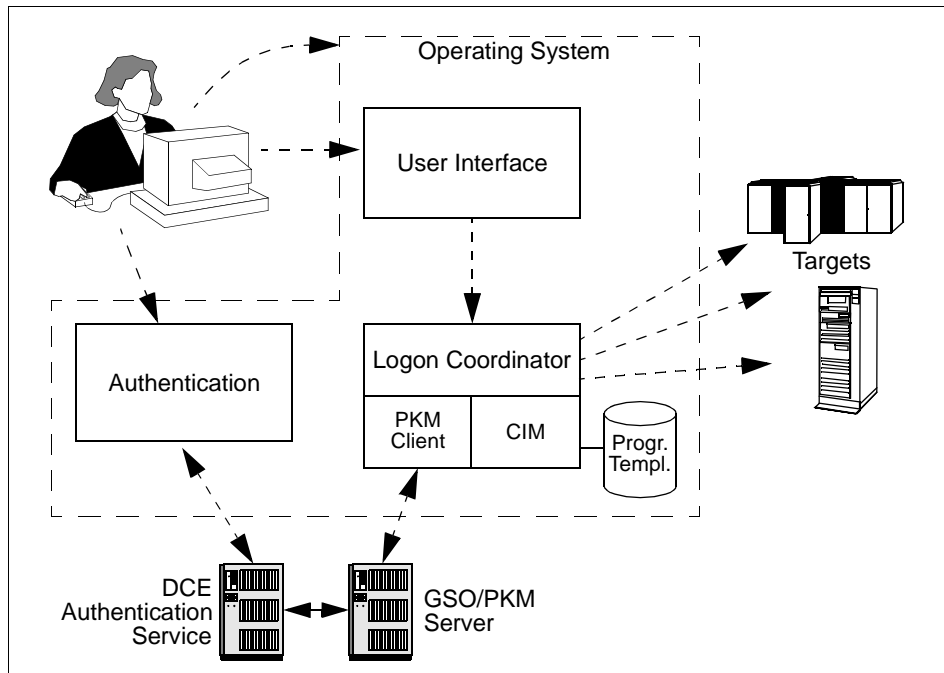 Operating System
User Interface
Targets
Authentication
Logon Coordinator
PKM
Client
CIM
Progr.
Templ.
DCE
Authentication
Service
GSO/PKM
Server